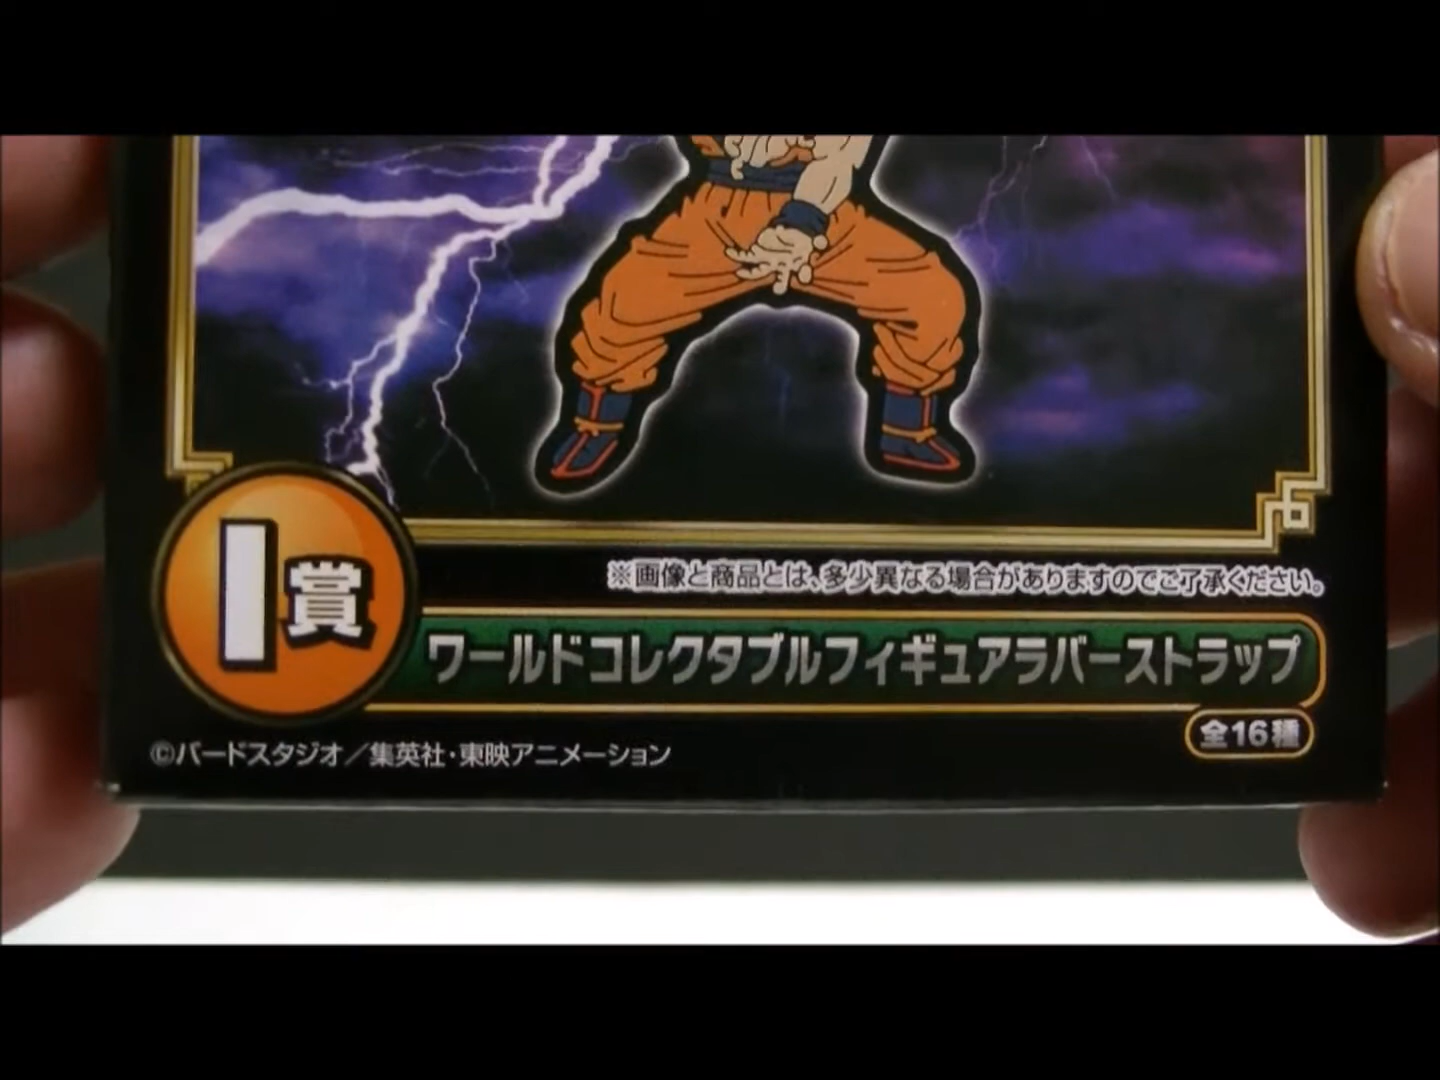 I賞
※画像と商品とは、多少異なる場合がありますのでご了承ください。
ワールドコレクタブルフィギュアラバーストラップ
全16種
©バードスタジオ／集英社・東映アニメーション